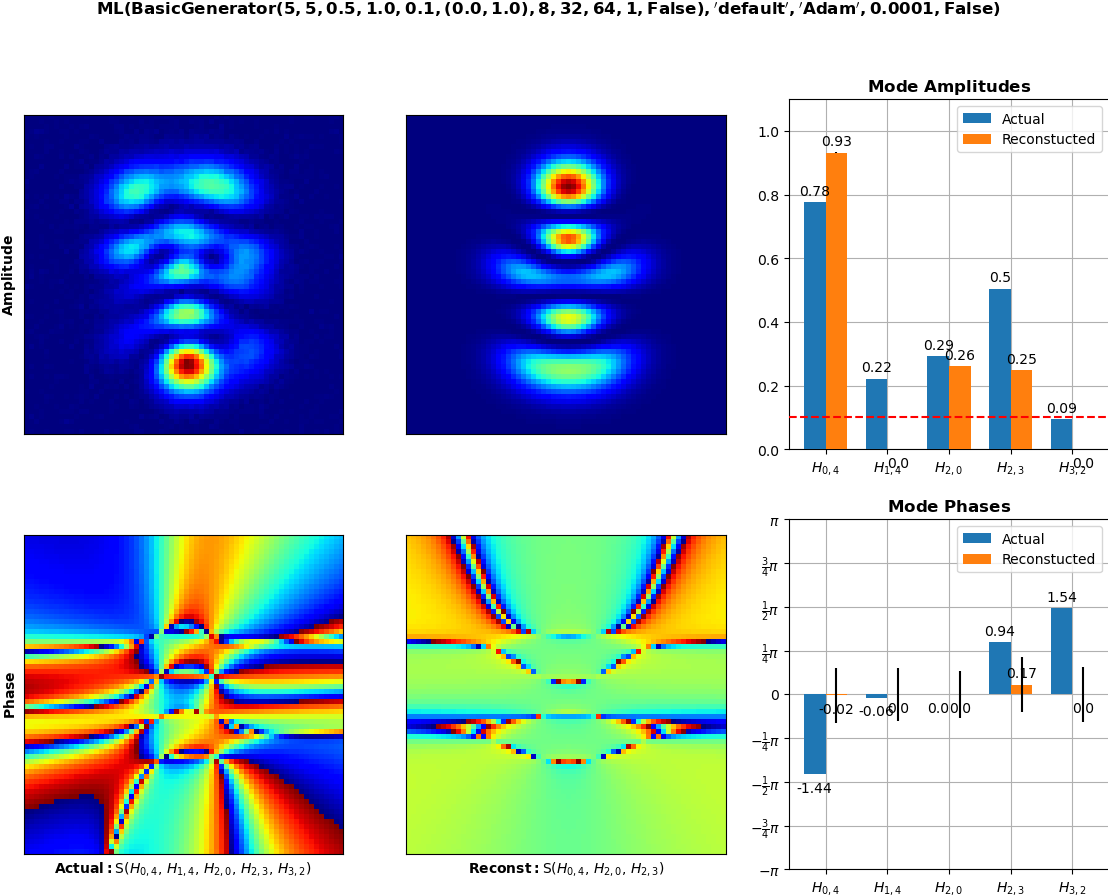 ML(BasicGenerator(5, 5, 0.5, 1.0, 0.1, (0.0, 1.0), 8, 32, 64, 1, False), ′default′, ′Adam′, 0.0001, False)
Mode Amplitudes
Amplitude
Actual
Reconstucted
1.0
0.8
0.6
0.4
0.2
0.0
0.78
0.93
0.22
0.0
0.29
0.26
0.5
0.25
0.09
0.0
H0,4
H1,4
H2,0
H2,3
H3,2
Mode Phases
Phase
Actual
Reconstucted
π
3/4π
1/2π
1/4π
0
−1/4π
−1/2π
−3/4π
−π
-1.44
-0.02
-0.06
0.0
0.0
0.0
0.94
0.17
1.54
0.0
H0,4
H1,4
H2,0
H2,3
H3,2
Actual: S(H0,4, H1,4, H2,0, H2,3, H3,2)
Reconst: S(H0,4, H2,0, H2,3)